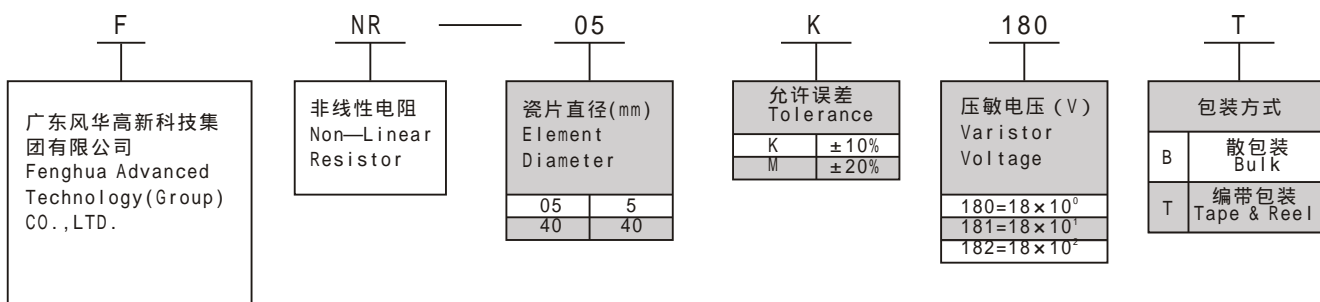 F NR —— 05 K 180 T
广东风华高新科技集
团有限公司
Fenghua Advanced
Technology(Group)
CO.,LTD.
非线性电阻
Non—Linear
Resistor
瓷片直径(mm)
Element
Diameter
05 5
40 40
允许误差
Tolerance
K ±10%
M ±20%
压敏电压(V)
Varistor
Voltage
180=18×10⁰
181=18×10¹
182=18×10²
包装方式
B 散包装
Bulk
T 编带包装
Tape & Reel